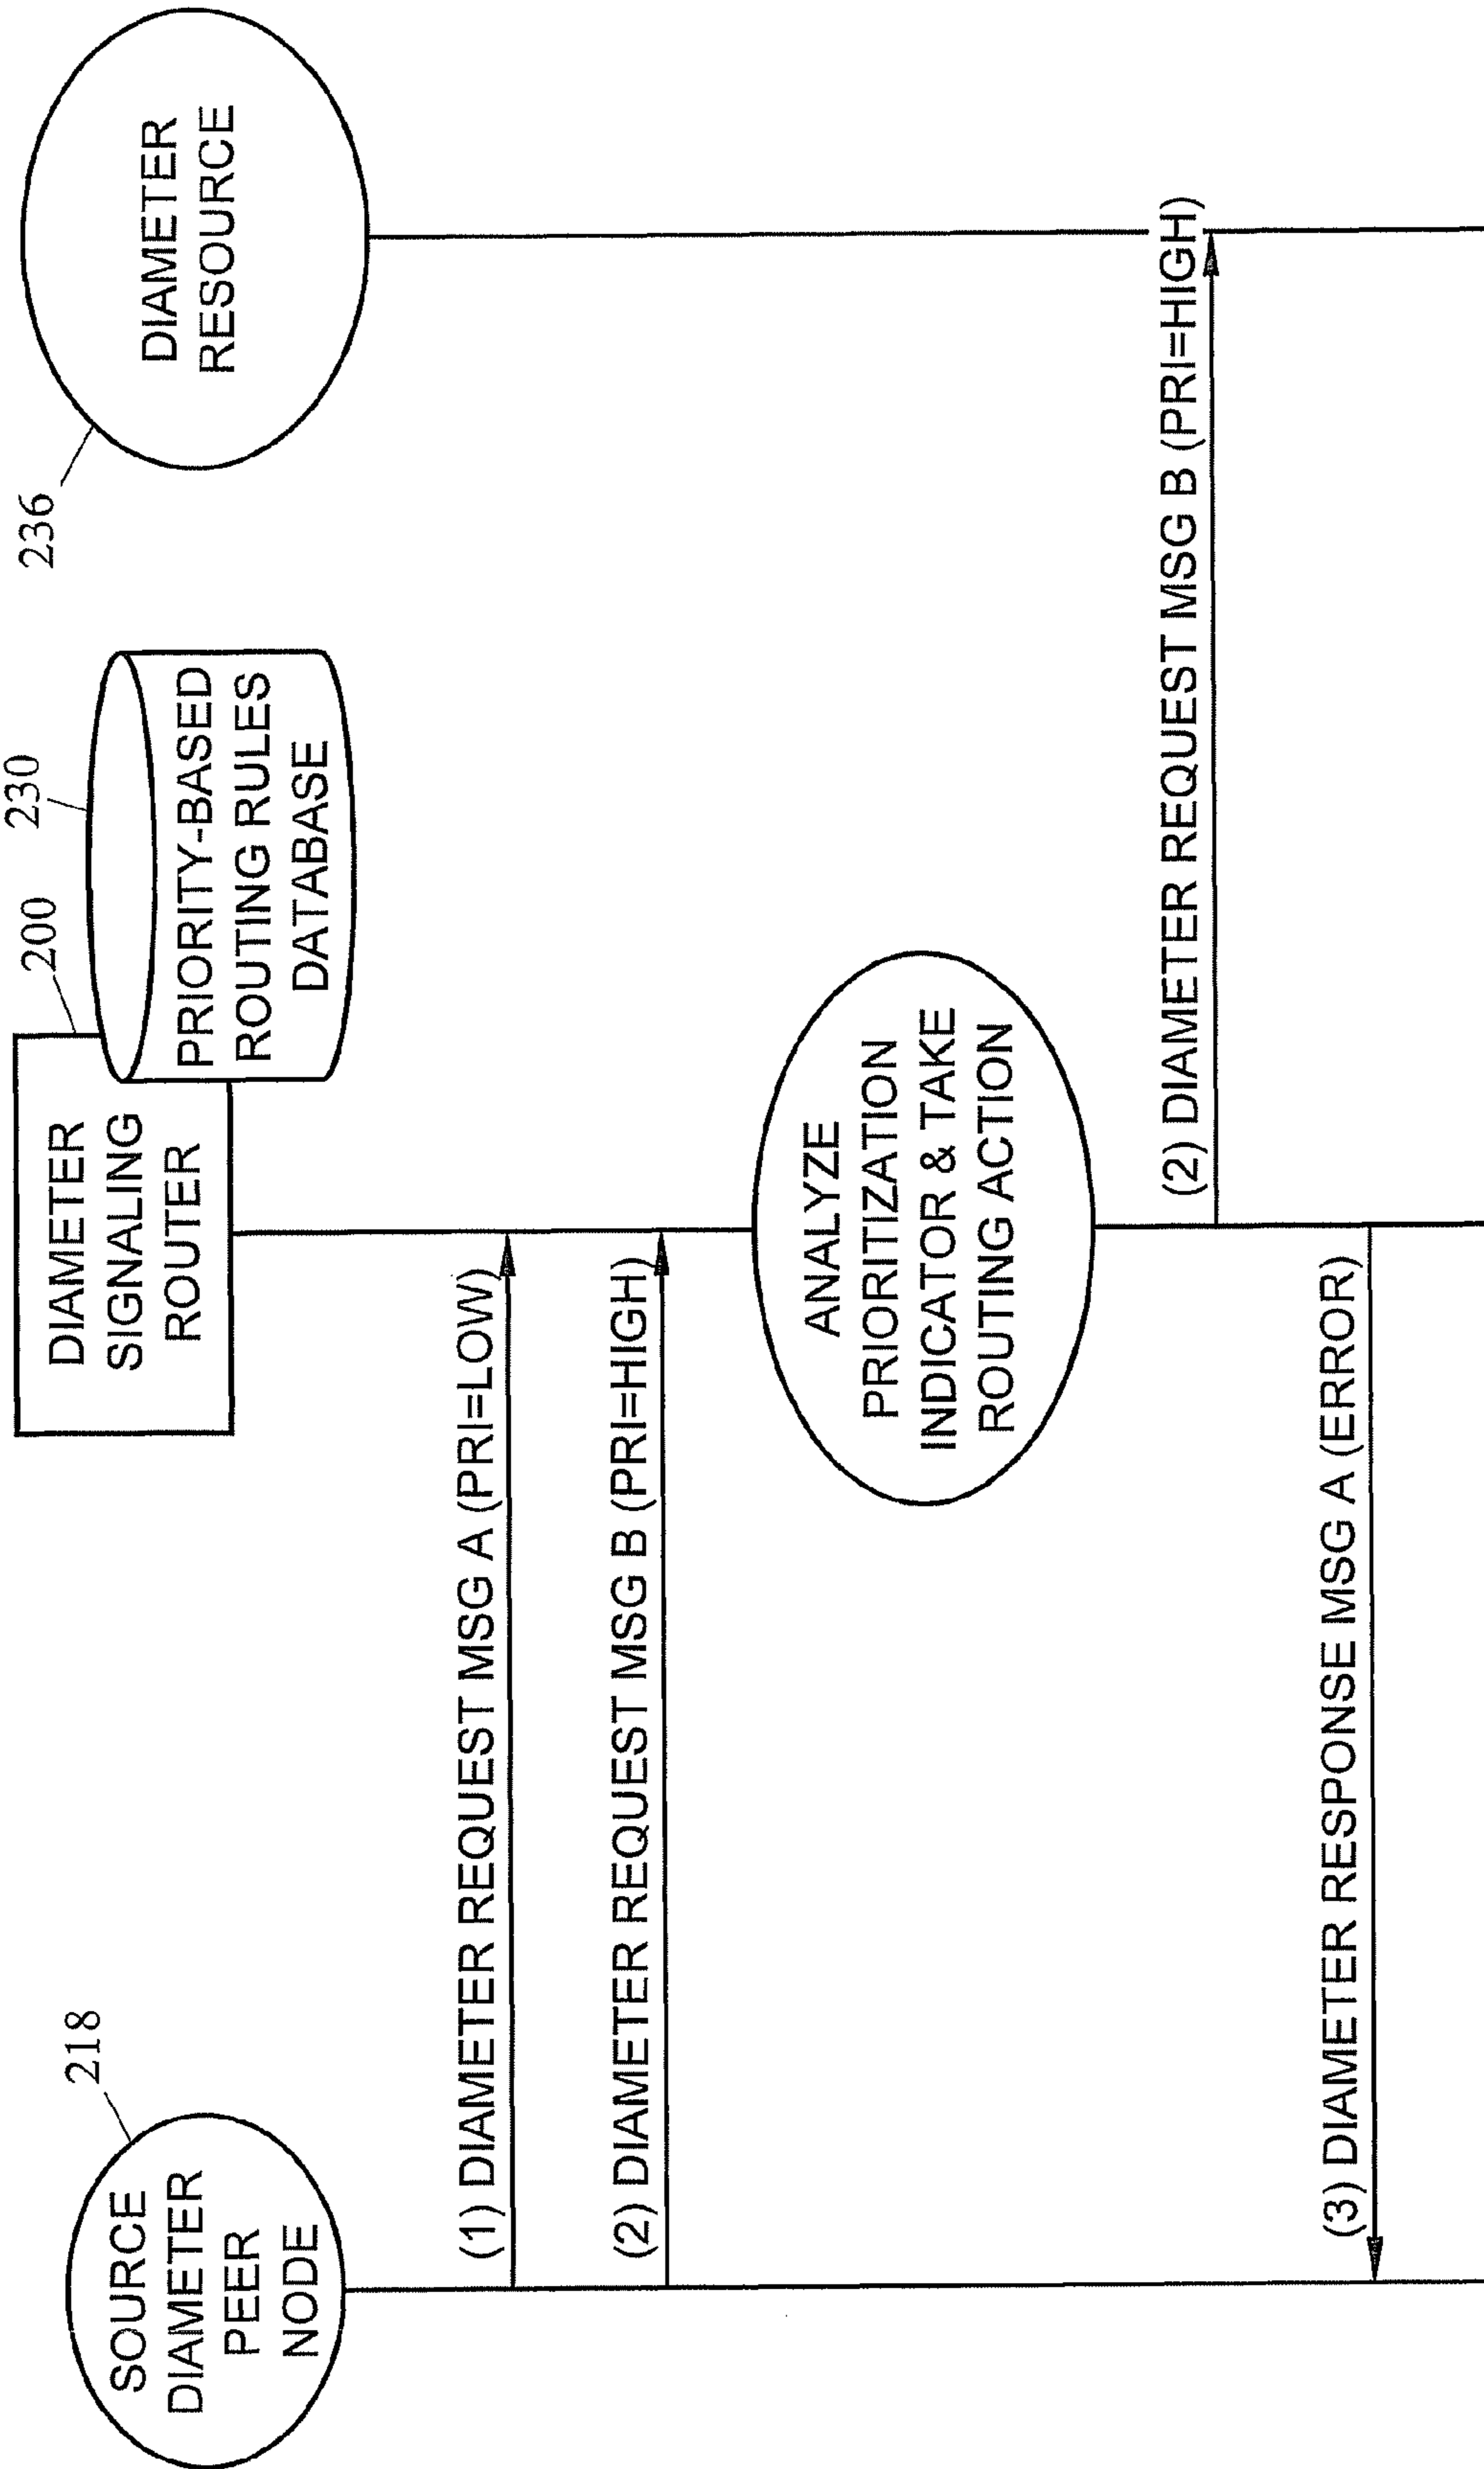 218
SOURCE
DIAMETER
PEER
NODE
200
DIAMETER
SIGNALING
ROUTER
230
PRIORITY-BASED
ROUTING RULES
DATABASE
236
DIAMETER
RESOURCE
(1) DIAMETER REQUEST MSG A (PRI=LOW)
(2) DIAMETER REQUEST MSG B (PRI=HIGH)
ANALYZE
PRIORITIZATION
INDICATOR & TAKE
ROUTING ACTION
(2) DIAMETER REQUEST MSG B (PRI=HIGH)
(3) DIAMETER RESPONSE MSG A (ERROR)